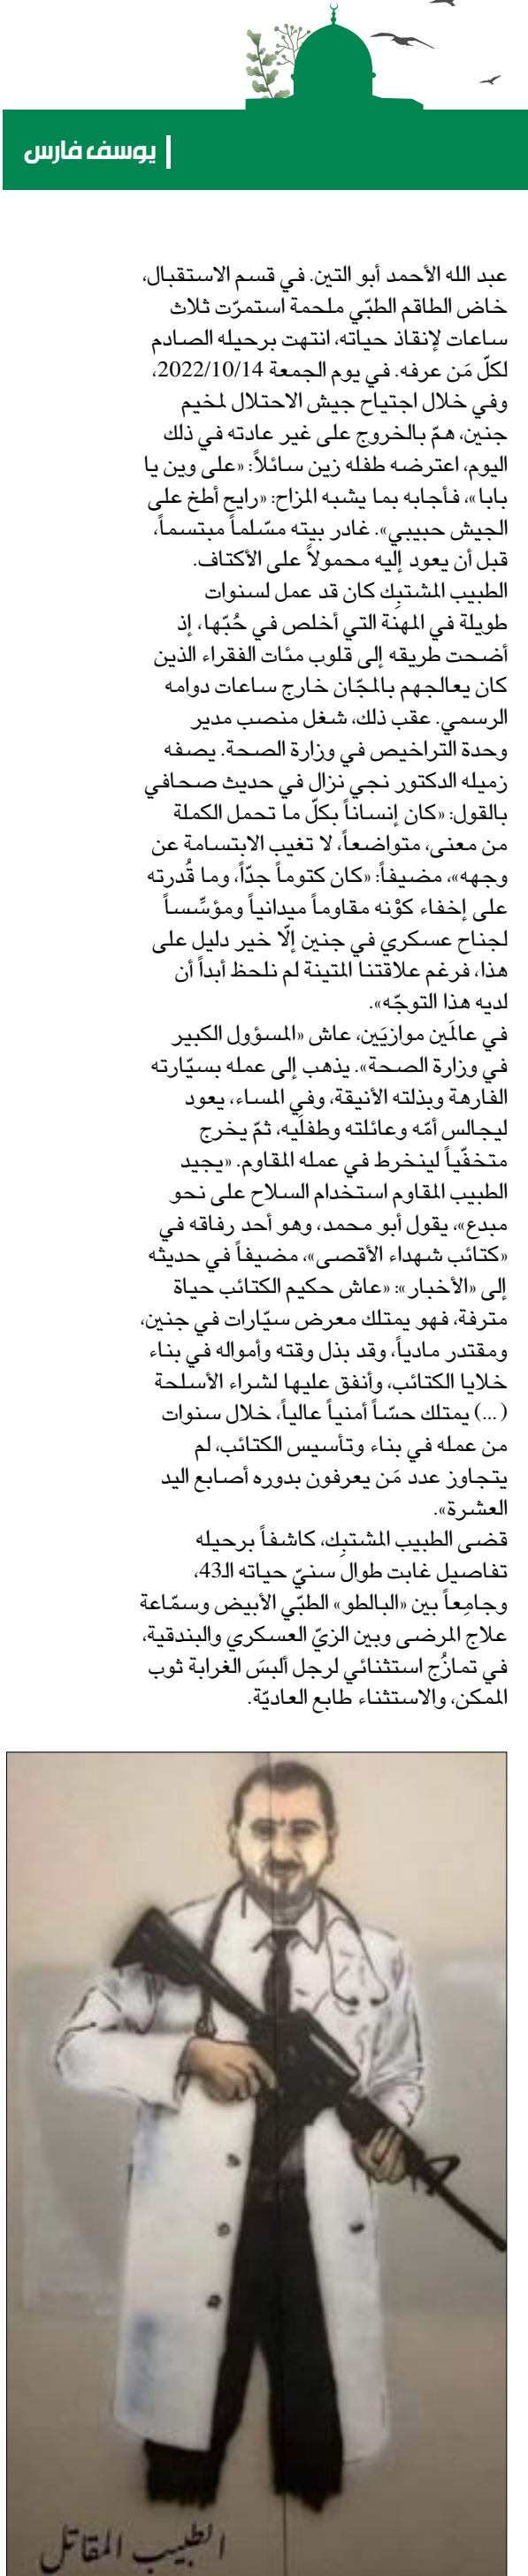 يوسف فارس
عبد الله الأحمد أبو التين. في قسم الاستقبال،
خاض الطاقم الطبّي ملحمة استمرّت ثلاث
ساعات لإنقاذ حياته، انتهت برحيله الصادم
لكلّ مَن عرفه. في يوم الجمعة 2022/10/14،
وفي خلال اجتياح جيش الاحتلال لمخيم
جنين، همّ بالخروج على غير عادته في ذلك
اليوم، اعترضه طفله زين سائلاً: «على وين يا
بابا»، فأجابه بما يشبه المزاح: «رايح أطخ على
الجيش حبيبي». غادر بيته مسّلماً مبتسماً،
قبل أن يعود إليه محمولاً على الأكتاف.
الطبيب المشتبِك كان قد عمل لسنوات
طويلة في المهنة التي أخلص في حُبّها، إذ
أضحت طريقه إلى قلوب مئات الفقراء الذين
كان يعالجهم بالمجّان خارج ساعات دوامه
الرسمي. عقب ذلك، شغل منصب مدير
وحدة التراخيص في وزارة الصحة. يصفه
زميله الدكتور نجي نزال في حديث صحافي
بالقول: «كان إنساناً بكلّ ما تحمل الكملة
من معنى، متواضعاً، لا تغيب الابتسامة عن
وجهه»، مضيفاً: «كان كتوماً جدّاً، وما قُدرته
على إخفاء كوْنه مقاوماً ميدانياً ومؤسِّسساً
لجناح عسكري في جنين إلّا خير دليل على
هذا، فرغم علاقتنا المتينة لم نلحظ أبداً أن
لديه هذا التوجّه».
في عالَمين موازيَين، عاش «المسؤول الكبير
في وزارة الصحة». يذهب إلى عمله بسيّارته
الفارهة وبذلته الأنيقة، وفي المساء، يعود
ليجالس أمّه وعائلته وطفلَيه، ثمّ يخرج
متخفّياً لينخرط في عمله المقاوم. «يجيد
الطبيب المقاوم استخدام السلاح على نحو
مبدع»، يقول أبو محمد، وهو أحد رفاقه في
«كتائب شهداء الأقصى»، مضيفاً في حديثه
إلى «الأخبار»: «عاش حكيم الكتائب حياة
مترفة، فهو يمتلك معرض سيّارات في جنين،
ومقتدر مادياً، وقد بذل وقته وأمواله في بناء
خلايا الكتائب، وأنفق عليها لشراء الأسلحة
(...) يمتلك حسّاً أمنياً عالياً، خلال سنوات
من عمله في بناء وتأسيس الكتائب، لم
يتجاوز عدد مَن يعرفون بدوره أصابع اليد
العشرة».
قضى الطبيب المشتبِك، كاشفاً برحيله
تفاصيل غابت طوال سنيّ حياته الـ43،
وجامِعاً بين «البالطو» الطبّي الأبيض وسمّاعة
علاج المرضى وبين الزيّ العسكري والبندقية،
في تمازُج استثنائي لرجل ألبسَ الغرابة ثوب
الممكن، والاستثناء طابع العاديّة.
الطبيب المقاتل